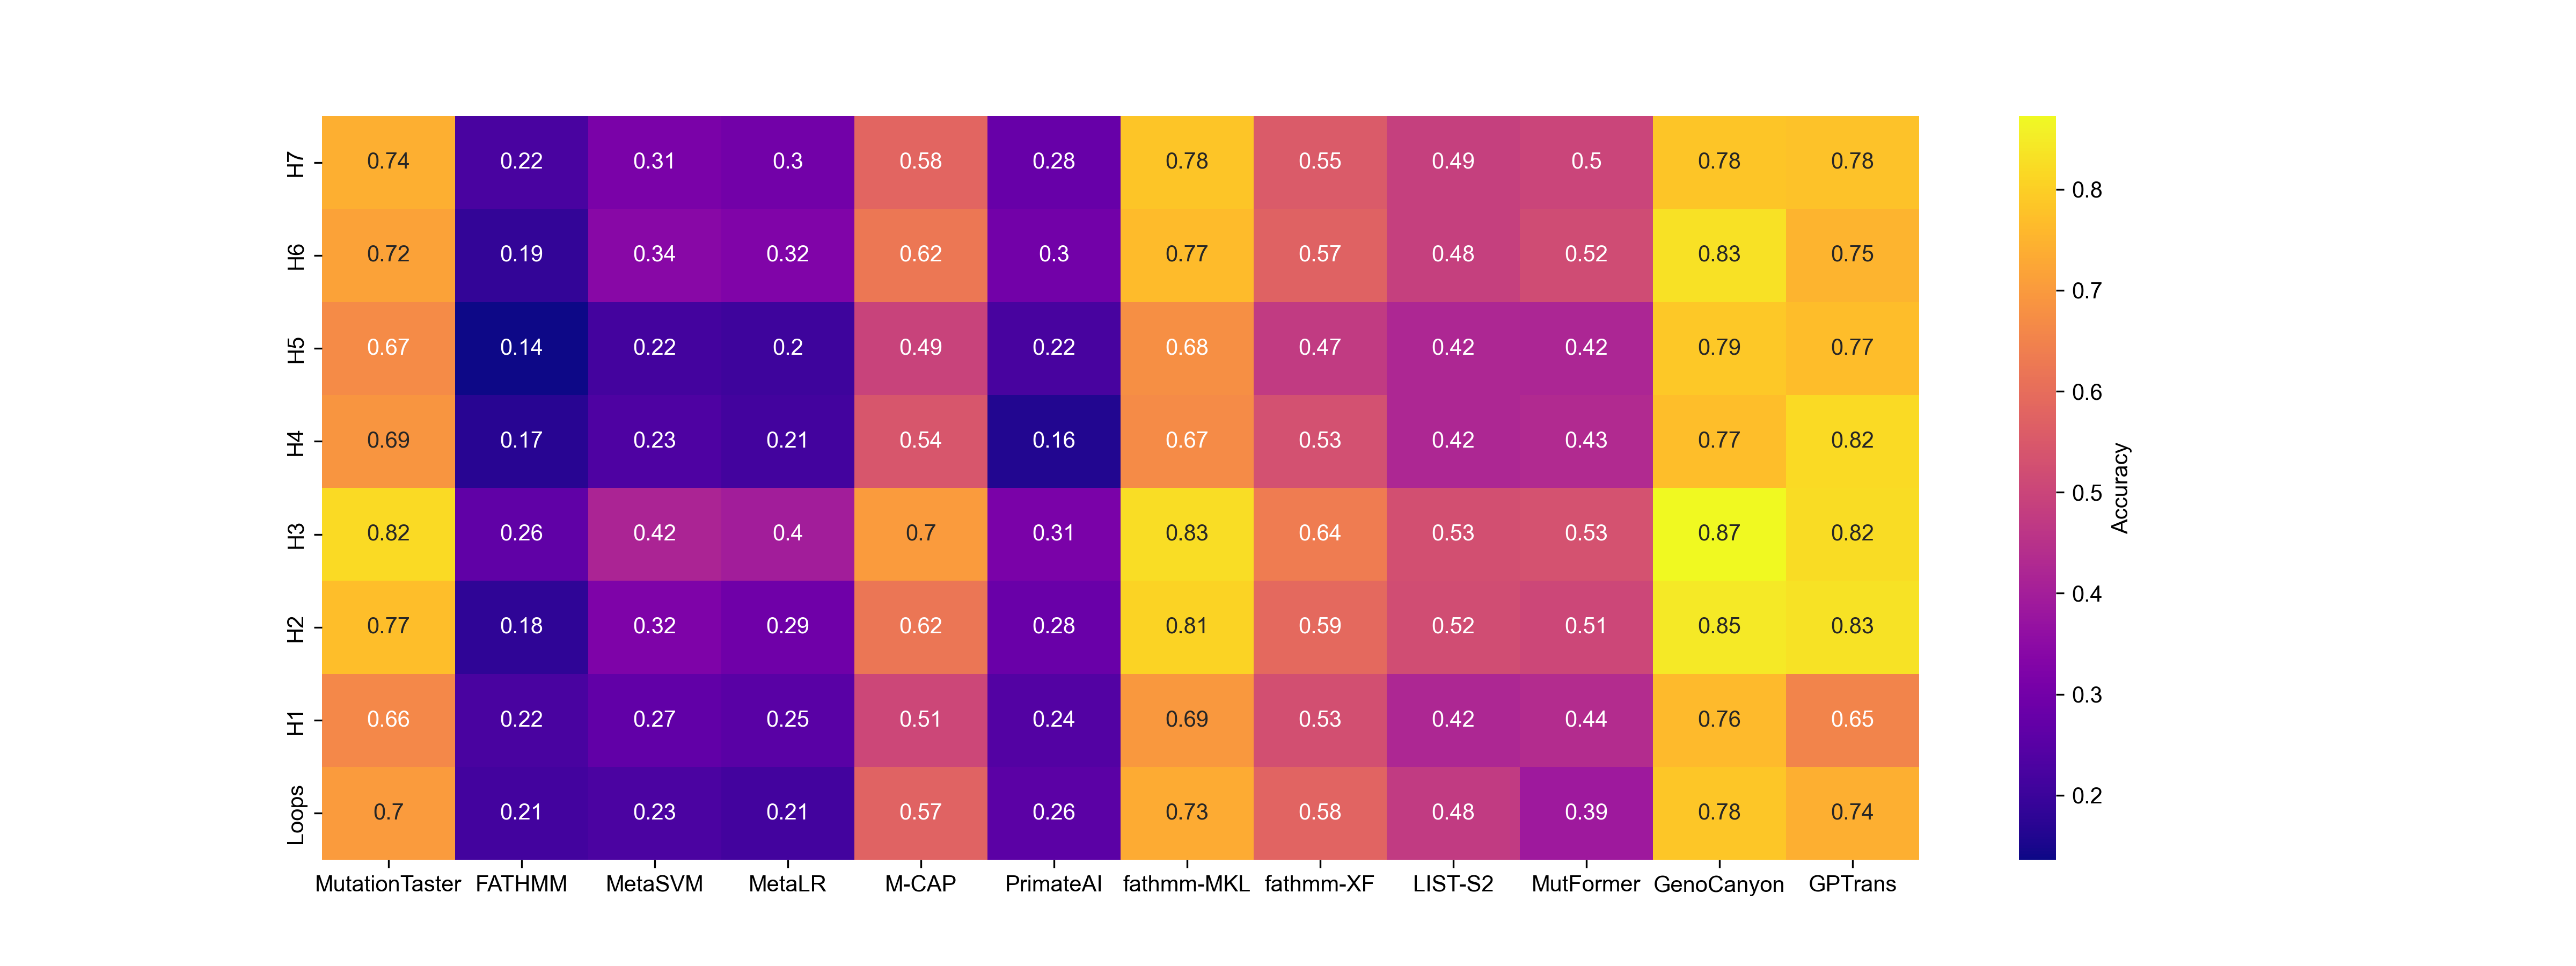 H7 0.74 0.22 0.31 0.3 0.58 0.28 0.78 0.55 0.49 0.5 0.78 0.78
H6 0.72 0.19 0.34 0.32 0.62 0.3 0.77 0.57 0.48 0.52 0.83 0.75
H5 0.67 0.14 0.22 0.2 0.49 0.22 0.68 0.47 0.42 0.42 0.79 0.77
H4 0.69 0.17 0.23 0.21 0.54 0.16 0.67 0.53 0.42 0.43 0.77 0.82
H3 0.82 0.26 0.42 0.4 0.7 0.31 0.83 0.64 0.53 0.53 0.87 0.82
H2 0.77 0.18 0.32 0.29 0.62 0.28 0.81 0.59 0.52 0.51 0.85 0.83
H1 0.66 0.22 0.27 0.25 0.51 0.24 0.69 0.53 0.42 0.44 0.76 0.65
Loops 0.7 0.21 0.23 0.21 0.57 0.26 0.73 0.58 0.48 0.39 0.78 0.74
MutationTaster FATHMM MetaSVM MetaLR M-CAP PrimateAI fathmm-MKL fathmm-XF LIST-S2 MutFormer GenoCanyon GPTrans
0.8
0.7
0.6
0.5
0.4
0.3
0.2
Accuracy